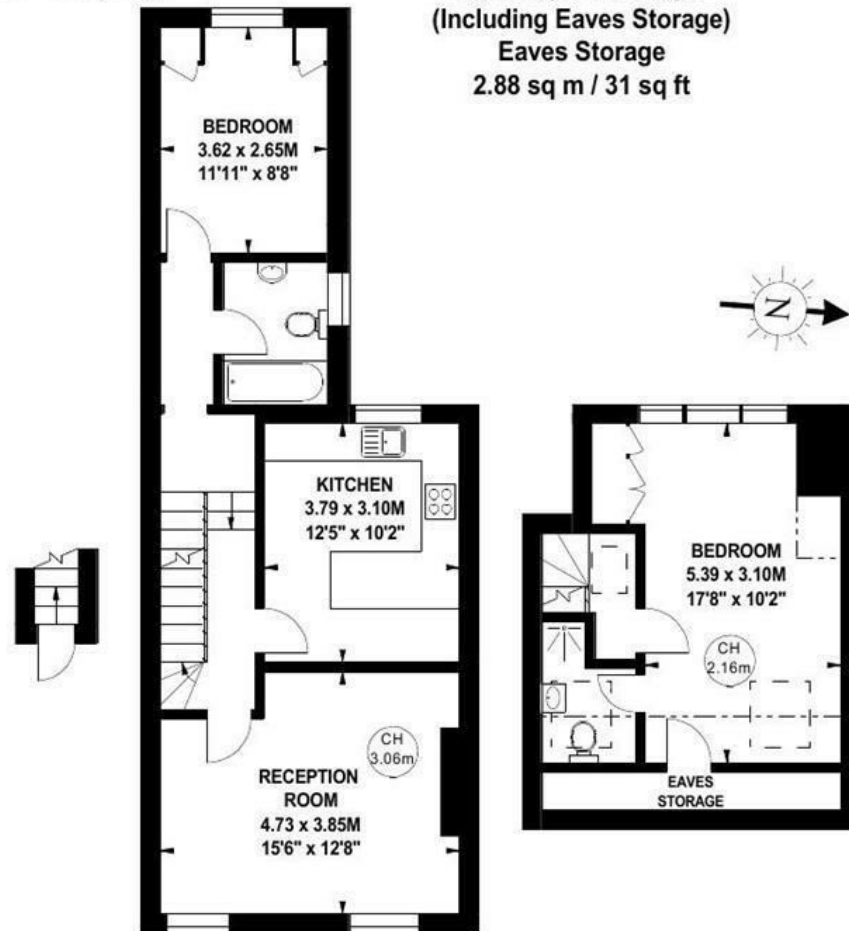 (Including Eaves Storage)
Eaves Storage
2.88 sq m / 31 sq ft
BEDROOM
3.62 x 2.65M
11'11" x 8'8"
N
KITCHEN
3.79 x 3.10M
12'5" x 10'2"
BEDROOM
5.39 x 3.10M
17'8" x 10'2"
CH
2.16m
CH
3.06m
RECEPTION
ROOM
4.73 x 3.85M
15'6" x 12'8"
EAVES
STORAGE